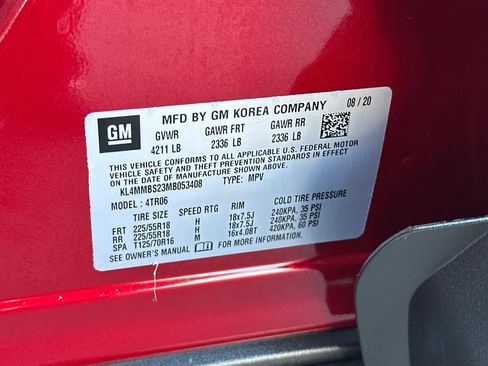 GM
MFD BY GM KOREA COMPANY 08 / 20
GVWR GAWR FRT GAWR RR
4211 LB 2336 LB 2336 LB
THIS VEHICLE CONFORMS TO ALL APPLICABLE U.S. FEDERAL MOTOR
VEHICLE SAFETY AND THEFT PREVENTION STANDARDS IN EFFECT
ON THE DATE OF MANUFACTURE SHOWN ABOVE.
KL4MMBS23MB053408 TYPE: MPV
MODEL : 4TR06
TIRE SIZE SPEED RTG RIM COLD TIRE PRESSURE
FRT 225/55R18 H 18x7.5J 240KPA, 35 PSI
RR 225/55R18 H 18x7.5J 240KPA, 35 PSI
SPA T125/70R16 M 16x4.0BT 420KPA, 60 PSI
SEE OWNER'S MANUAL FOR MORE INFORMATION